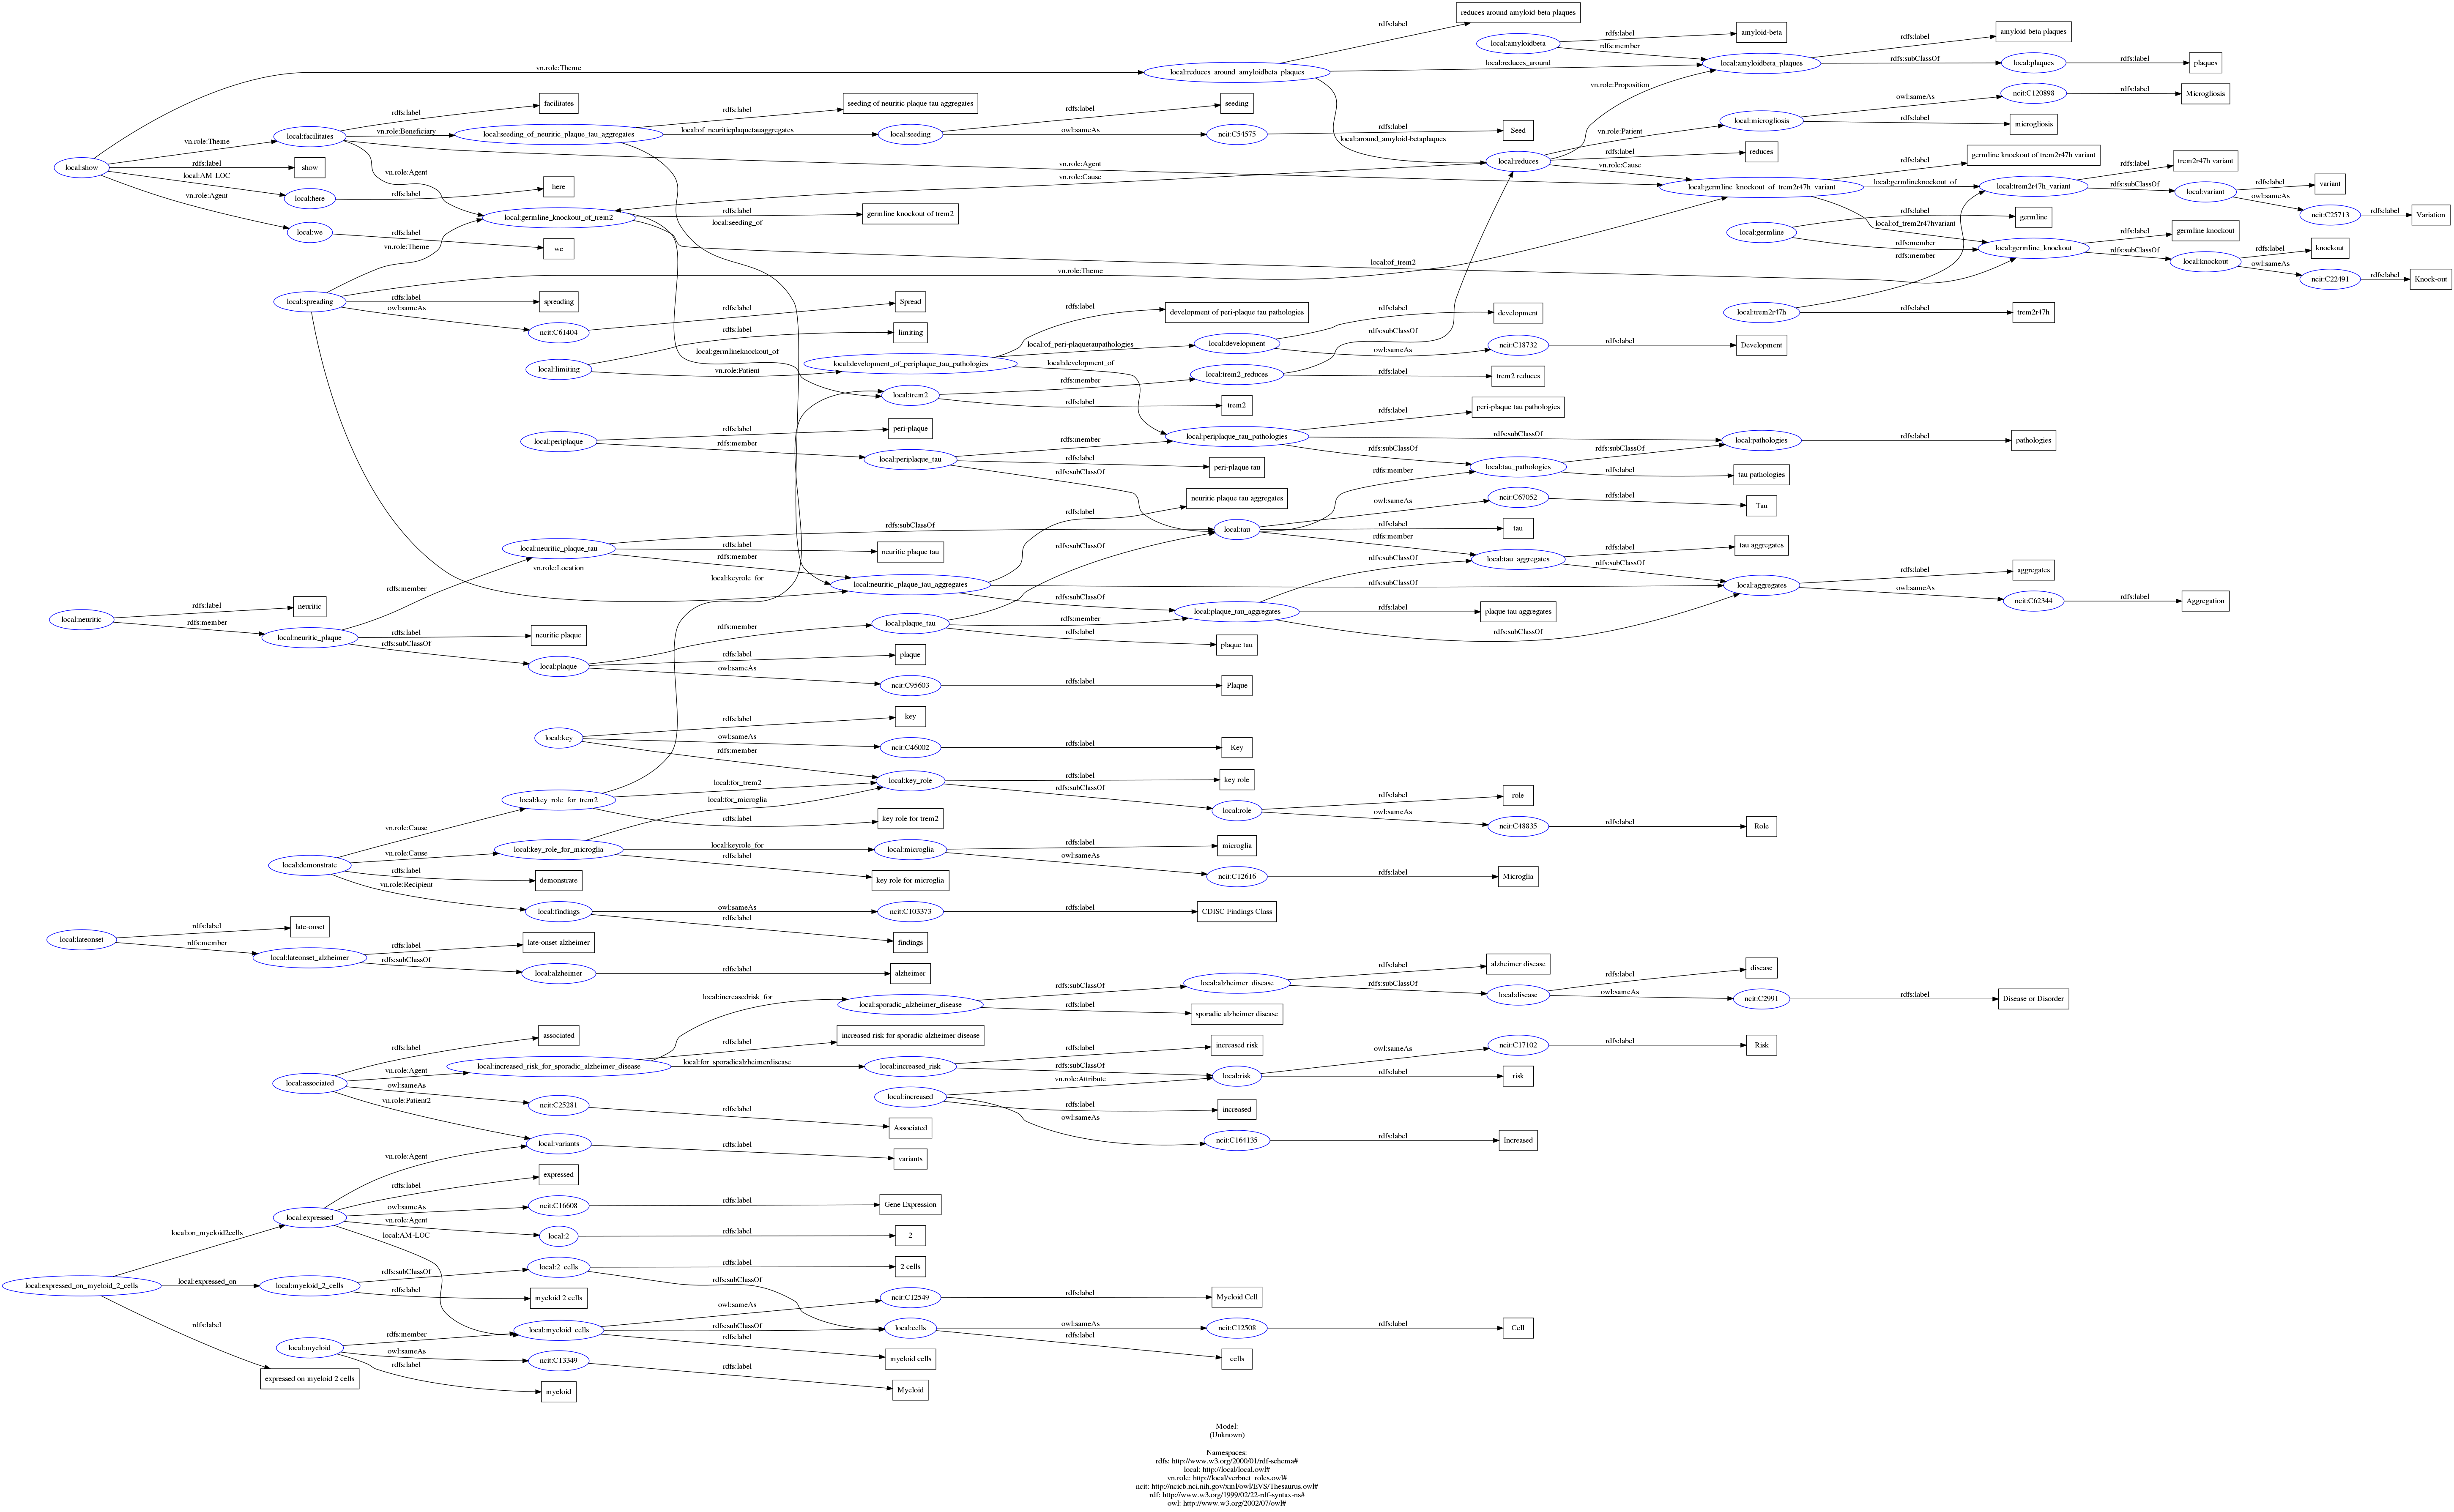 reduces around amyloid-beta plaques
rdfs:label
local:amyloidbeta
rdfs:label
amyloid-beta
rdfs:member
rdfs:label
amyloid-beta plaques
vn.role:Theme
local:reduces_around_amyloidbeta_plaques
local:reduces_around
local:amyloidbeta_plaques
rdfs:subClassOf
local:plaques
rdfs:label
plaques
vn.role:Proposition
owl:sameAs
ncit:C120898
rdfs:label
Microgliosis
rdfs:label
facilitates
local:facilitates
vn.role:Beneficiary
local:seeding_of_neuritic_plaque_tau_aggregates
rdfs:label
seeding of neuritic plaque tau aggregates
local:of_neuriticplaquetauaggregates
local:seeding
rdfs:label
seeding
owl:sameAs
ncit:C54575
rdfs:label
Seed
local:around_amyloid-betaplaques
vn.role:Patient
local:microgliosis
rdfs:label
microgliosis
local:show
vn.role:Theme
rdfs:label
show
local:AM-LOC
local:here
rdfs:label
here
vn.role:Agent
local:we
rdfs:label
we
vn.role:Agent
vn.role:Agent
vn.role:Cause
local:reduces
rdfs:label
reduces
vn.role:Cause
local:germline_knockout_of_trem2r47h_variant
rdfs:label
germline knockout of trem2r47h variant
local:germlineknockout_of
local:trem2r47h_variant
rdfs:label
trem2r47h variant
rdfs:subClassOf
local:variant
rdfs:label
variant
owl:sameAs
ncit:C25713
rdfs:label
Variation
local:germline_knockout_of_trem2
rdfs:label
germline knockout of trem2
local:seeding_of
vn.role:Theme
local:germline
rdfs:label
germline
local:of_trem2r47hvariant
rdfs:member
rdfs:member
local:germline_knockout
rdfs:label
germline knockout
rdfs:subClassOf
local:knockout
rdfs:label
knockout
owl:sameAs
ncit:C22491
rdfs:label
Knock-out
local:of_trem2
vn.role:Theme
local:spreading
rdfs:label
spreading
owl:sameAs
ncit:C61404
rdfs:label
Spread
local:trem2r47h
rdfs:label
trem2r47h
local:limiting
rdfs:label
limiting
vn.role:Patient
local:germlineknockout_of
local:development_of_periplaque_tau_pathologies
rdfs:label
development of peri-plaque tau pathologies
local:of_peri-plaquetaupathologies
local:development
rdfs:label
development
owl:sameAs
ncit:C18732
rdfs:label
Development
local:development_of
rdfs:subClassOf
local:trem2
rdfs:member
local:trem2_reduces
rdfs:label
trem2 reduces
rdfs:label
trem2
local:periplaque
rdfs:label
peri-plaque
rdfs:member
local:periplaque_tau
rdfs:member
local:periplaque_tau_pathologies
rdfs:label
peri-plaque tau pathologies
rdfs:subClassOf
local:pathologies
rdfs:label
pathologies
rdfs:label
peri-plaque tau
rdfs:subClassOf
rdfs:subClassOf
local:tau_pathologies
rdfs:subClassOf
rdfs:label
tau pathologies
rdfs:member
neuritic plaque tau aggregates
rdfs:label
owl:sameAs
ncit:C67052
rdfs:label
Tau
local:tau
rdfs:label
tau
rdfs:member
local:tau_aggregates
rdfs:label
tau aggregates
rdfs:subClassOf
local:neuritic_plaque_tau
rdfs:subClassOf
rdfs:label
neuritic plaque tau
rdfs:member
vn.role:Location
rdfs:subClassOf
local:keyrole_for
local:neuritic_plaque_tau_aggregates
rdfs:subClassOf
rdfs:subClassOf
rdfs:subClassOf
local:aggregates
rdfs:label
aggregates
owl:sameAs
ncit:C62344
rdfs:label
Aggregation
local:plaque_tau_aggregates
rdfs:label
plaque tau aggregates
rdfs:subClassOf
local:neuritic
rdfs:label
neuritic
rdfs:member
local:neuritic_plaque
rdfs:member
rdfs:label
neuritic plaque
rdfs:subClassOf
local:plaque
rdfs:member
local:plaque_tau
rdfs:member
rdfs:label
plaque tau
rdfs:label
plaque
owl:sameAs
ncit:C95603
rdfs:label
Plaque
local:key
rdfs:label
key
owl:sameAs
ncit:C46002
rdfs:label
Key
rdfs:member
local:key_role
rdfs:label
key role
rdfs:subClassOf
local:role
rdfs:label
role
owl:sameAs
ncit:C48835
rdfs:label
Role
local:key_role_for_trem2
local:for_trem2
local:for_microglia
rdfs:label
key role for trem2
local:demonstrate
vn.role:Cause
vn.role:Cause
local:key_role_for_microglia
local:keyrole_for
local:microglia
rdfs:label
microglia
owl:sameAs
ncit:C12616
rdfs:label
Microglia
rdfs:label
key role for microglia
rdfs:label
demonstrate
vn.role:Recipient
local:findings
owl:sameAs
ncit:C103373
rdfs:label
CDISC Findings Class
rdfs:label
findings
local:lateonset
rdfs:label
late-onset
rdfs:member
local:lateonset_alzheimer
rdfs:label
late-onset alzheimer
rdfs:subClassOf
local:alzheimer
rdfs:label
alzheimer
local:increasedrisk_for
local:sporadic_alzheimer_disease
rdfs:subClassOf
local:alzheimer_disease
rdfs:label
alzheimer disease
rdfs:subClassOf
local:disease
rdfs:label
disease
owl:sameAs
ncit:C2991
rdfs:label
Disease or Disorder
rdfs:label
sporadic alzheimer disease
local:associated
rdfs:label
associated
vn.role:Agent
local:increased_risk_for_sporadic_alzheimer_disease
rdfs:label
increased risk for sporadic alzheimer disease
local:for_sporadicalzheimerdisease
local:increased_risk
rdfs:label
increased risk
rdfs:subClassOf
local:risk
owl:sameAs
ncit:C17102
rdfs:label
Risk
rdfs:label
risk
owl:sameAs
ncit:C25281
rdfs:label
Associated
vn.role:Patient2
local:variants
rdfs:label
variants
local:increased
vn.role:Attribute
rdfs:label
increased
owl:sameAs
ncit:C164135
rdfs:label
Increased
local:expressed
vn.role:Agent
rdfs:label
expressed
owl:sameAs
ncit:C16608
rdfs:label
Gene Expression
vn.role:Agent
local:2
rdfs:label
2
local:AM-LOC
local:on_myeloid2cells
local:expressed_on_myeloid_2_cells
local:expressed_on
local:myeloid_2_cells
rdfs:subClassOf
local:2_cells
rdfs:label
2 cells
rdfs:subClassOf
rdfs:label
myeloid 2 cells
rdfs:label
expressed on myeloid 2 cells
local:myeloid
rdfs:member
local:myeloid_cells
owl:sameAs
ncit:C12549
rdfs:label
Myeloid Cell
rdfs:subClassOf
local:cells
owl:sameAs
ncit:C12508
rdfs:label
Cell
rdfs:label
cells
rdfs:label
myeloid cells
owl:sameAs
ncit:C13349
rdfs:label
Myeloid
rdfs:label
myeloid
Model:
(Unknown)
Namespaces:
rdfs: http://www.w3.org/2000/01/rdf-schema#
local: http://local/local.owl#
vn.role: http://local/verbnet_roles.owl#
ncit: http://ncicb.nci.nih.gov/xml/owl/EVS/Thesaurus.owl#
rdf: http://www.w3.org/1999/02/22-rdf-syntax-ns#
owl: http://www.w3.org/2002/07/owl#